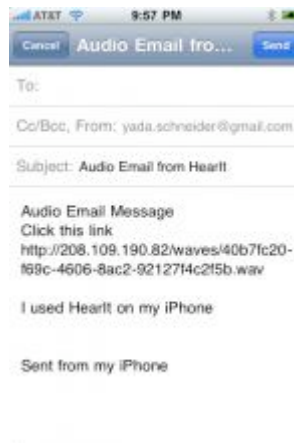 AT&T 9:57 PM
Cancel Audio Email fro... Send
To:
Cc/Bcc, From: yada.schneider@gmail.com
Subject: Audio Email from HearIt
Audio Email Message
Click this link
http://208.109.190.82/waves/40b7fc20-
f69c-4606-8ac2-92127f4c2f5b.wav
I used HearIt on my iPhone
Sent from my iPhone